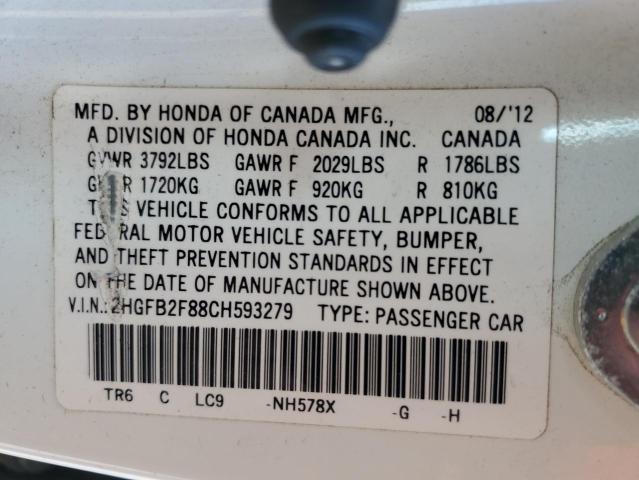 MFD. BY HONDA OF CANADA MFG., 08/'12
A DIVISION OF HONDA CANADA INC. CANADA
GVWR 3792LBS GAWR F 2029LBS R 1786LBS
GVWR 1720KG GAWR F 920KG R 810KG
THIS VEHICLE CONFORMS TO ALL APPLICABLE
FEDERAL MOTOR VEHICLE SAFETY, BUMPER,
AND THEFT PREVENTION STANDARDS IN EFFECT
ON THE DATE OF MANUFACTURE SHOWN ABOVE.
V.I.N.: 2HGFB2F88CH593279 TYPE: PASSENGER CAR
TR6 C LC9 -NH578X -G -H